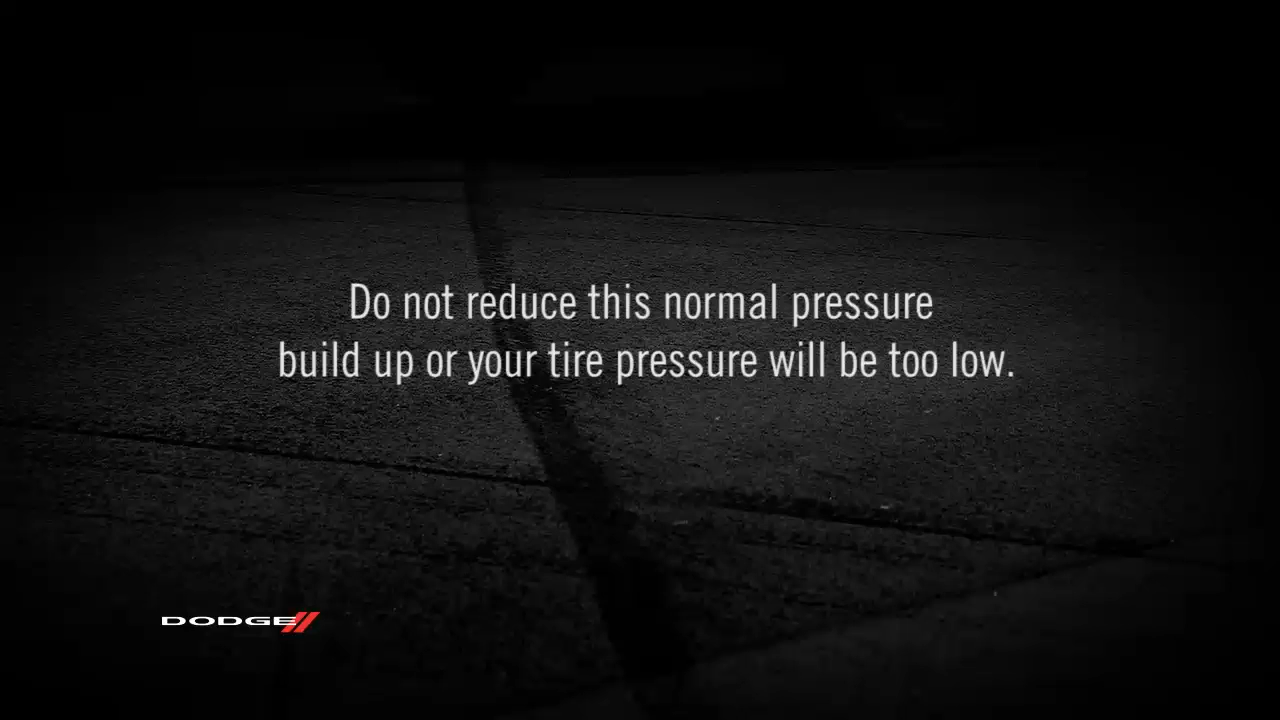 Do not reduce this normal pressure
build up or your tire pressure will be too low.
DODGE